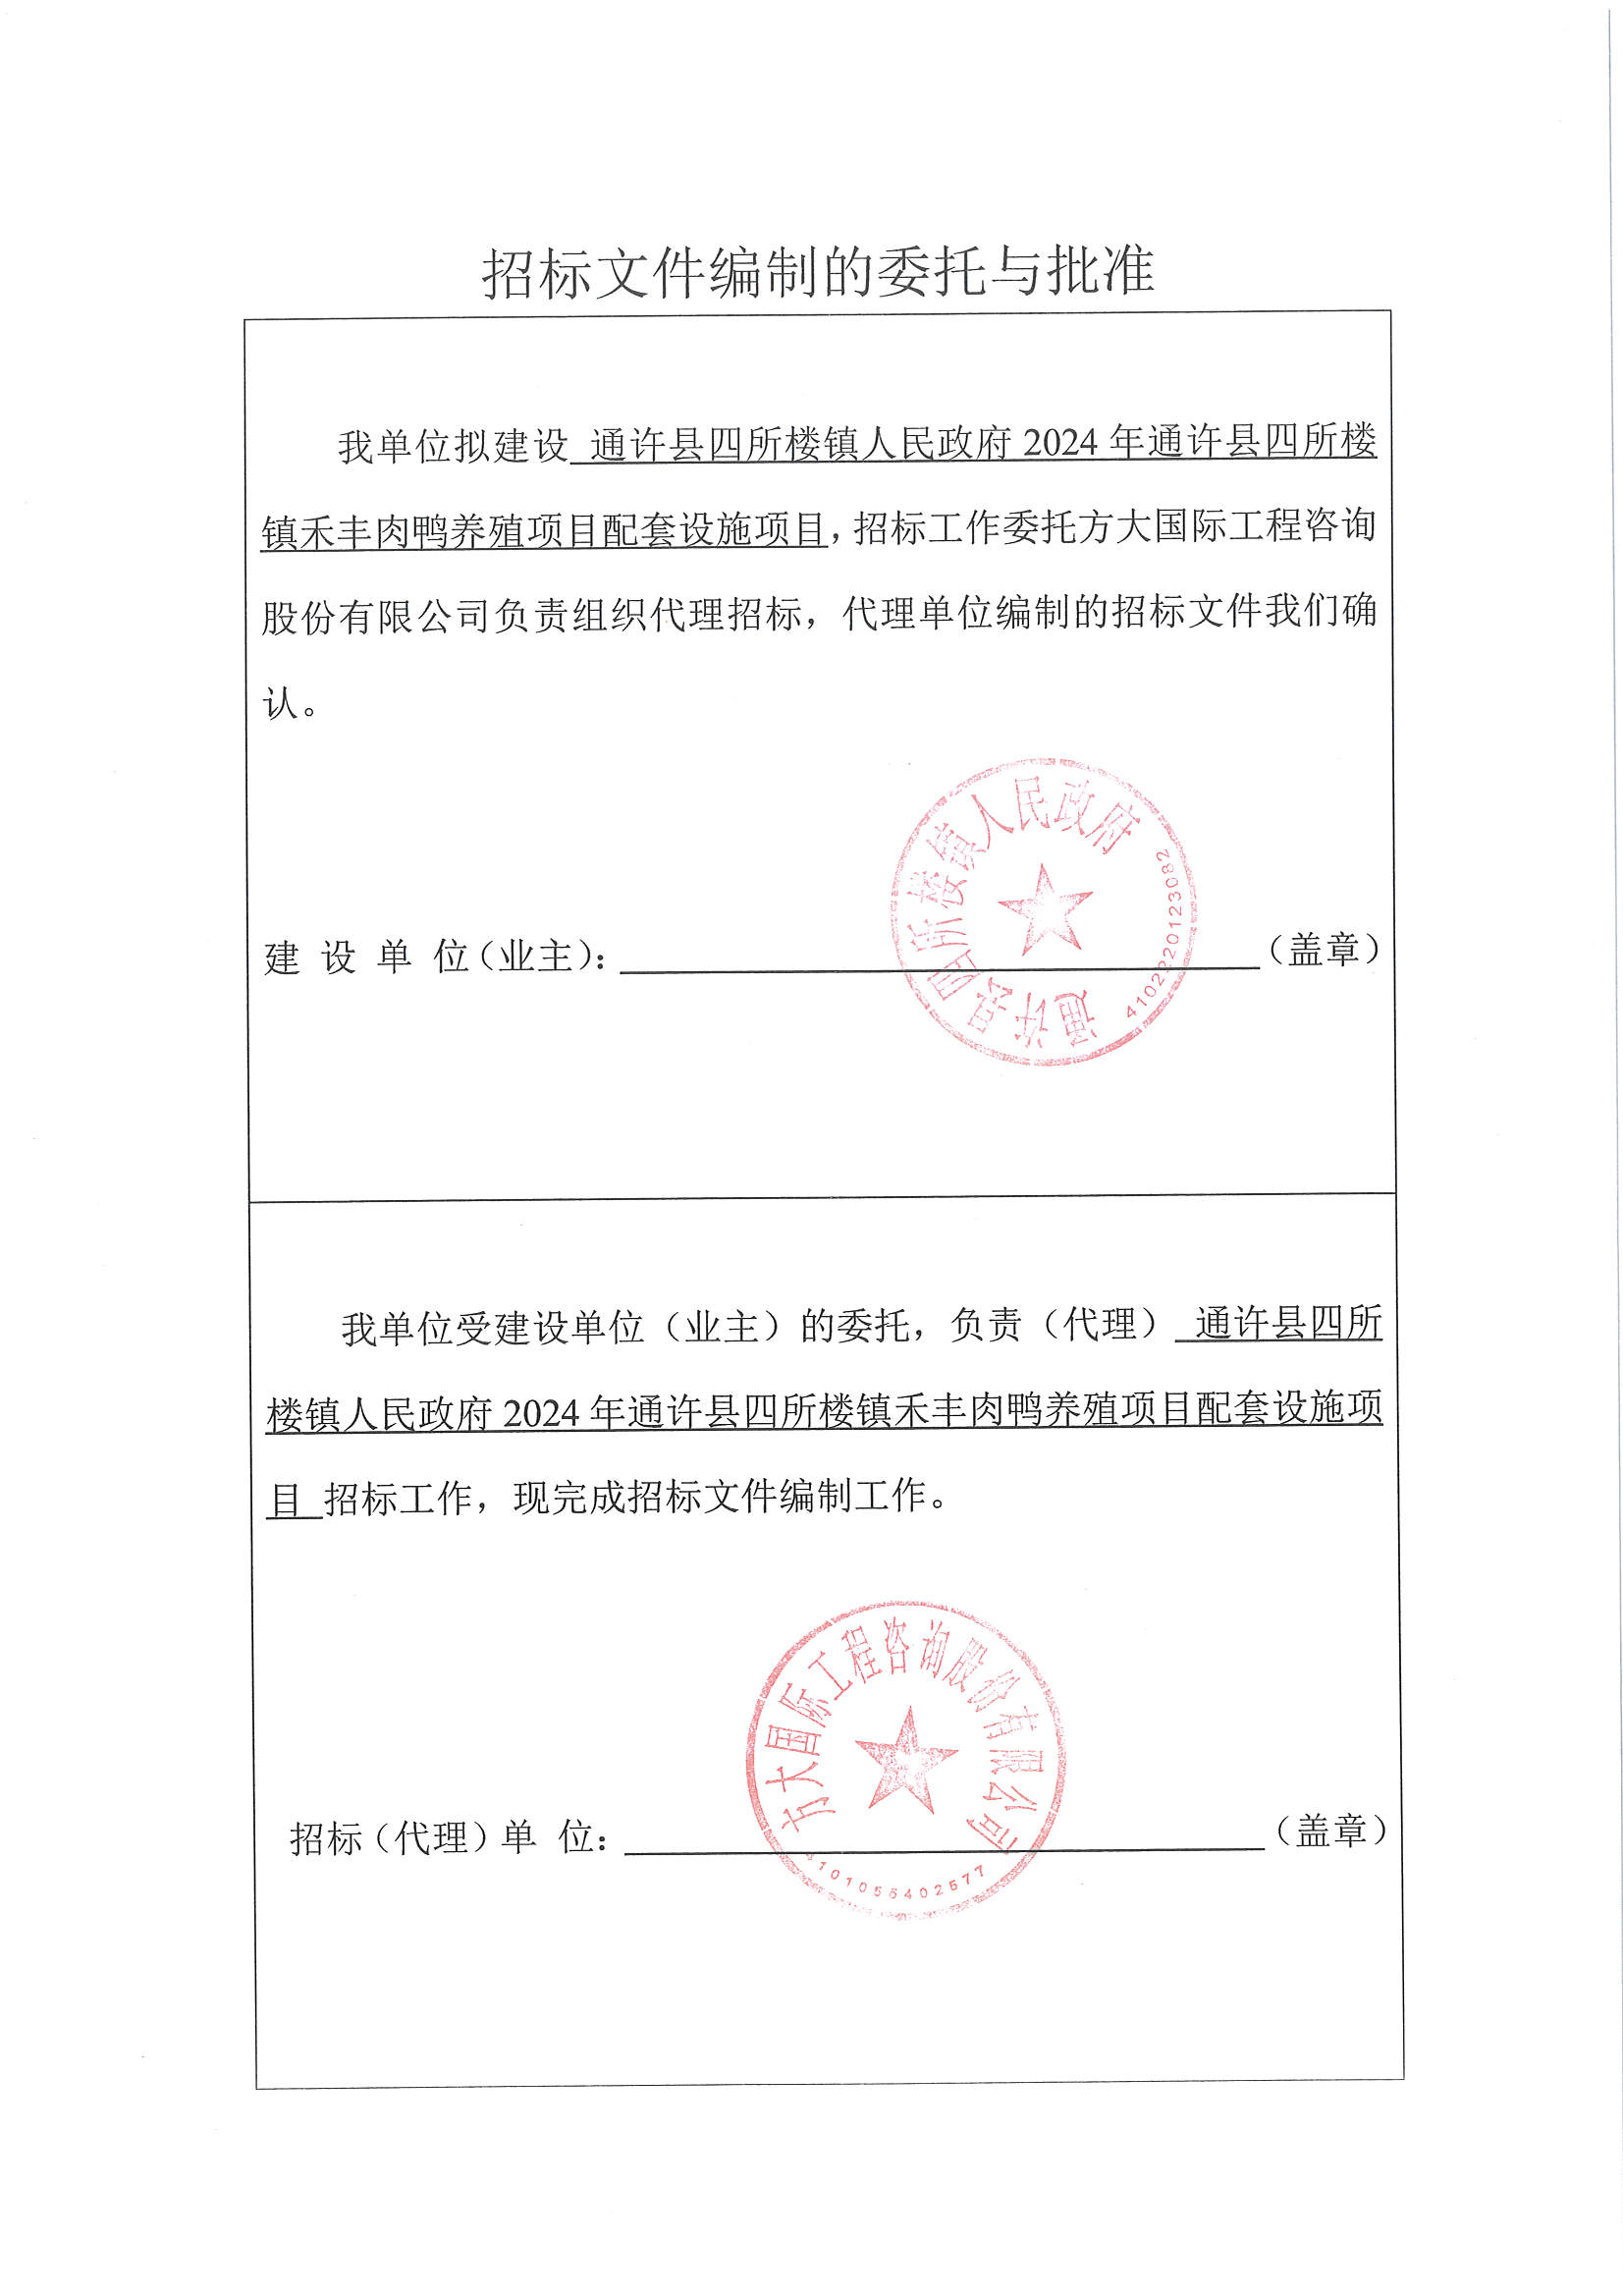 招标文件编制的委托与批准
我单位拟建设 通许县四所楼镇人民政府 2024 年通许县四所楼
镇禾丰肉鸭养殖项目配套设施项目，招标工作委托方大国际工程咨询
股份有限公司负责组织代理招标，代理单位编制的招标文件我们确
认。
通许县四所楼镇人民政府
4102220123082
建 设 单 位（业主）： （盖章）
我单位受建设单位（业主）的委托，负责（代理） 通许县四所
楼镇人民政府 2024 年通许县四所楼镇禾丰肉鸭养殖项目配套设施项
目 招标工作，现完成招标文件编制工作。
方大国际工程咨询股份有限公司
招标（代理）单 位： （盖章）